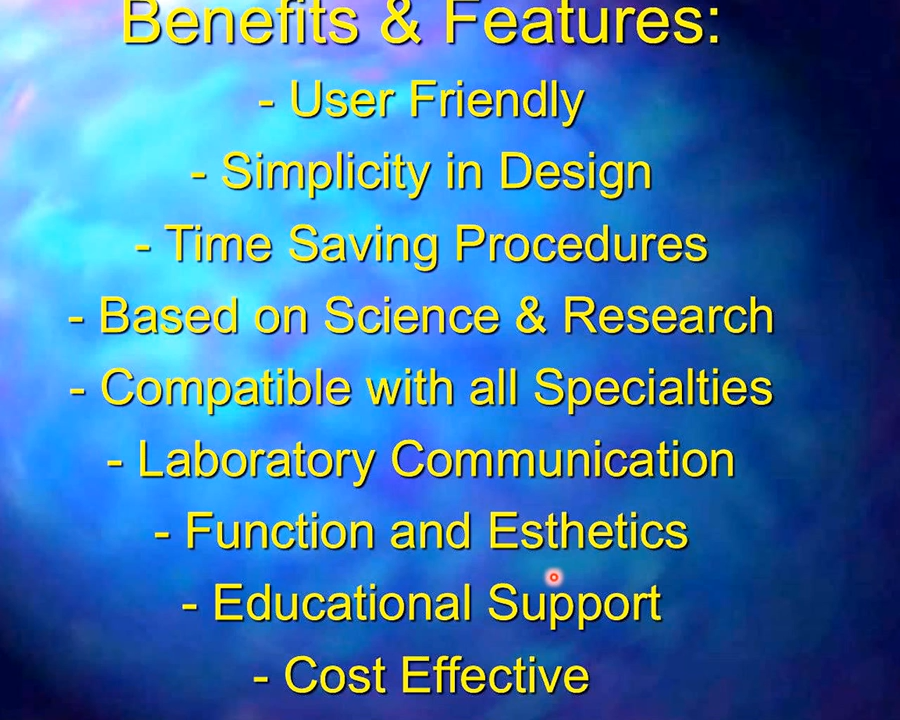 Benefits & Features:
- User Friendly
- Simplicity in Design
- Time Saving Procedures
- Based on Science & Research
- Compatible with all Specialties
- Laboratory Communication
- Function and Esthetics
- Educational Support
- Cost Effective